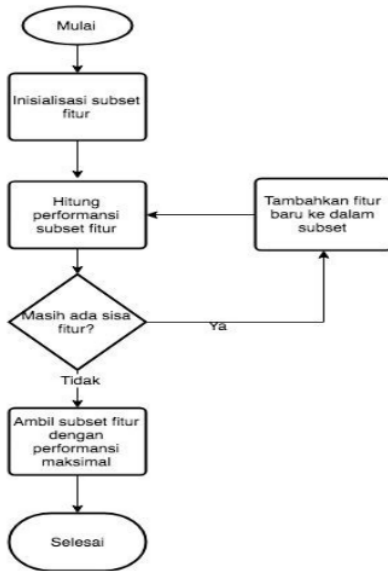 Mulai
Inisialisasi subset
fitur
Hitung
performansi
subset fitur
Tambahkan fitur
baru ke dalam
subset
Masih ada sisa
fitur?
Ya
Tidak
Ambil subset fitur
dengan
performansi
maksimal
Selesai